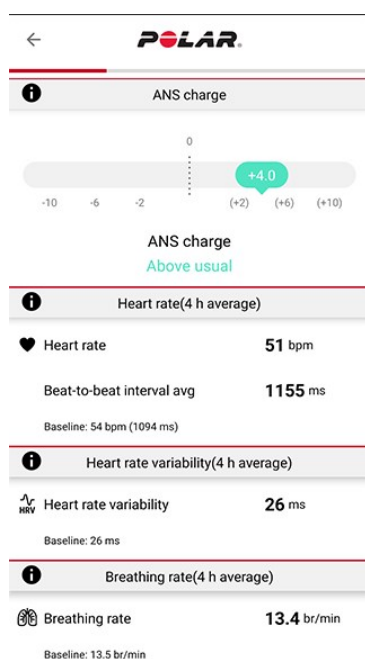 POLAR.
ANS charge
0
+4.0
-10 -6 -2 (+2) (+6) (+10)
ANS charge
Above usual
Heart rate(4 h average)
Heart rate 51 bpm
Beat-to-beat interval avg 1155 ms
Baseline: 54 bpm (1094 ms)
Heart rate variability(4 h average)
HRV Heart rate variability 26 ms
Baseline: 26 ms
Breathing rate(4 h average)
Breathing rate 13.4 br/min
Baseline: 13.5 br/min